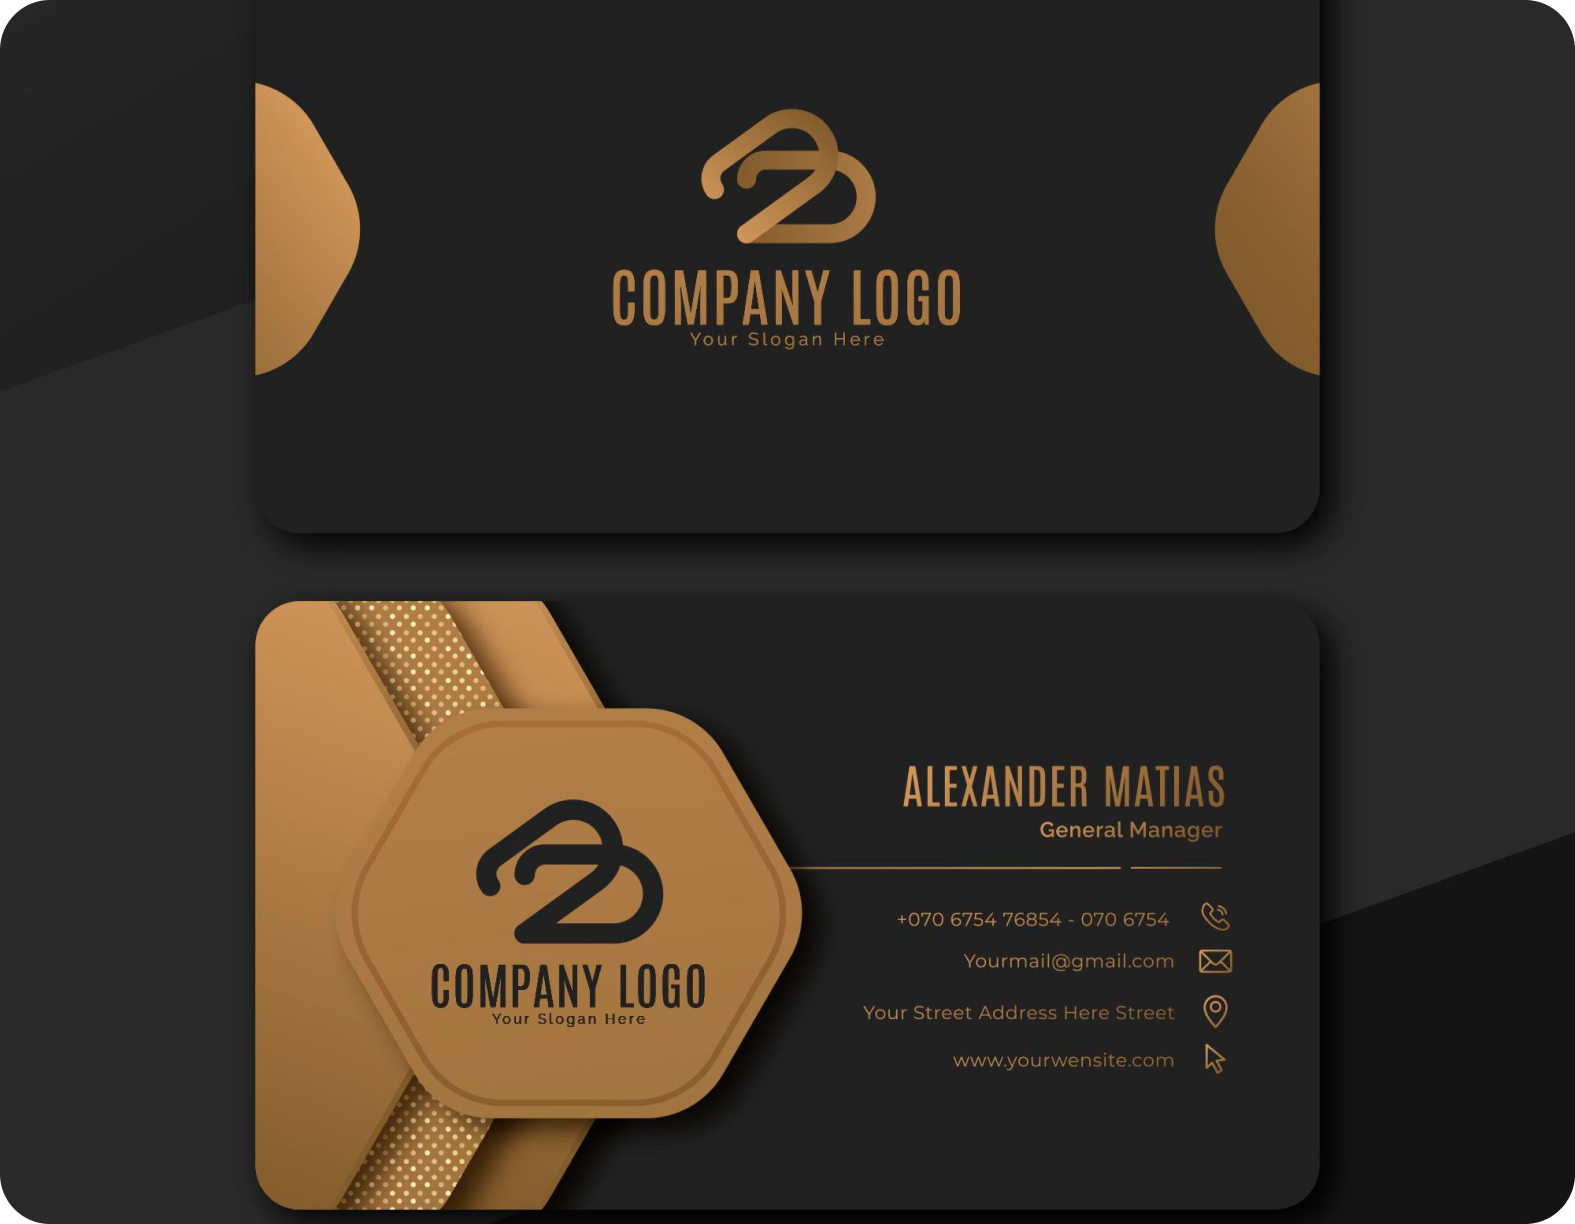 COMPANY LOGO
Your Slogan Here
COMPANY LOGO
Your Slogan Here
ALEXANDER MATIAS
General Manager
+070 6754 76854 - 070 6754
Yourmail@gmail.com
Your Street Address Here Street
www.yourwensite.com